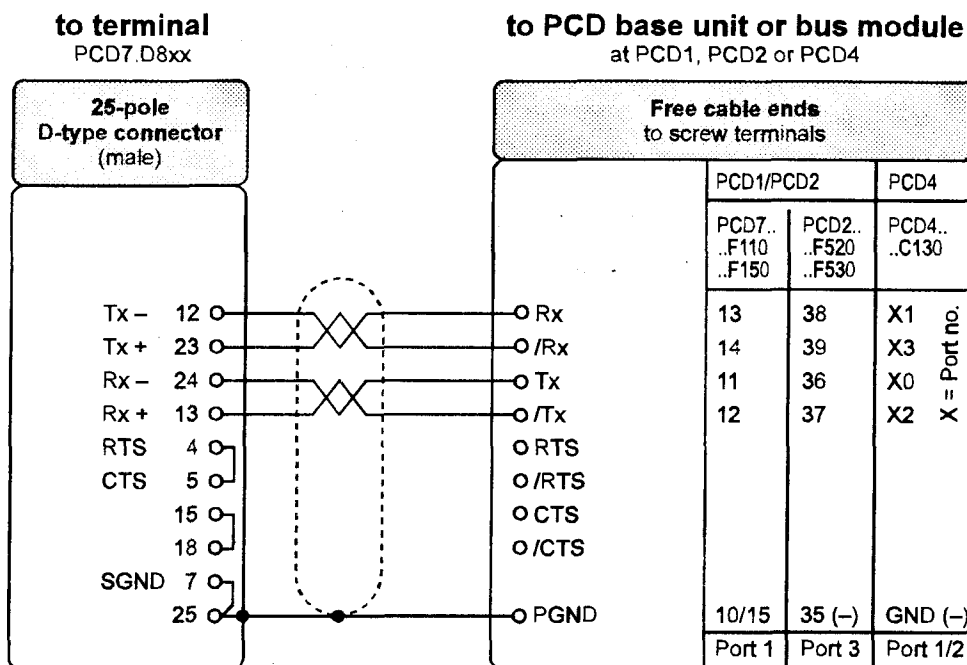 to terminal
PCD7.D8xx
25-pole
D-type connector
(male)
Tx – 12
Tx + 23
Rx – 24
Rx + 13
RTS 4
CTS 5
15
18
SGND 7
25
to PCD base unit or bus module
at PCD1, PCD2 or PCD4
Free cable ends
to screw terminals
PCD1/PCD2 PCD4
PCD7.. PCD2.. PCD4..
..F110 ..F520 ..C130
..F150 ..F530
Rx 13 38 X1
/Rx 14 39 X3
Tx 11 36 X0
/Tx 12 37 X2
X = Port no.
RTS
/RTS
CTS
/CTS
PGND 10/15 35 (–) GND (–)
Port 1 Port 3 Port 1/2